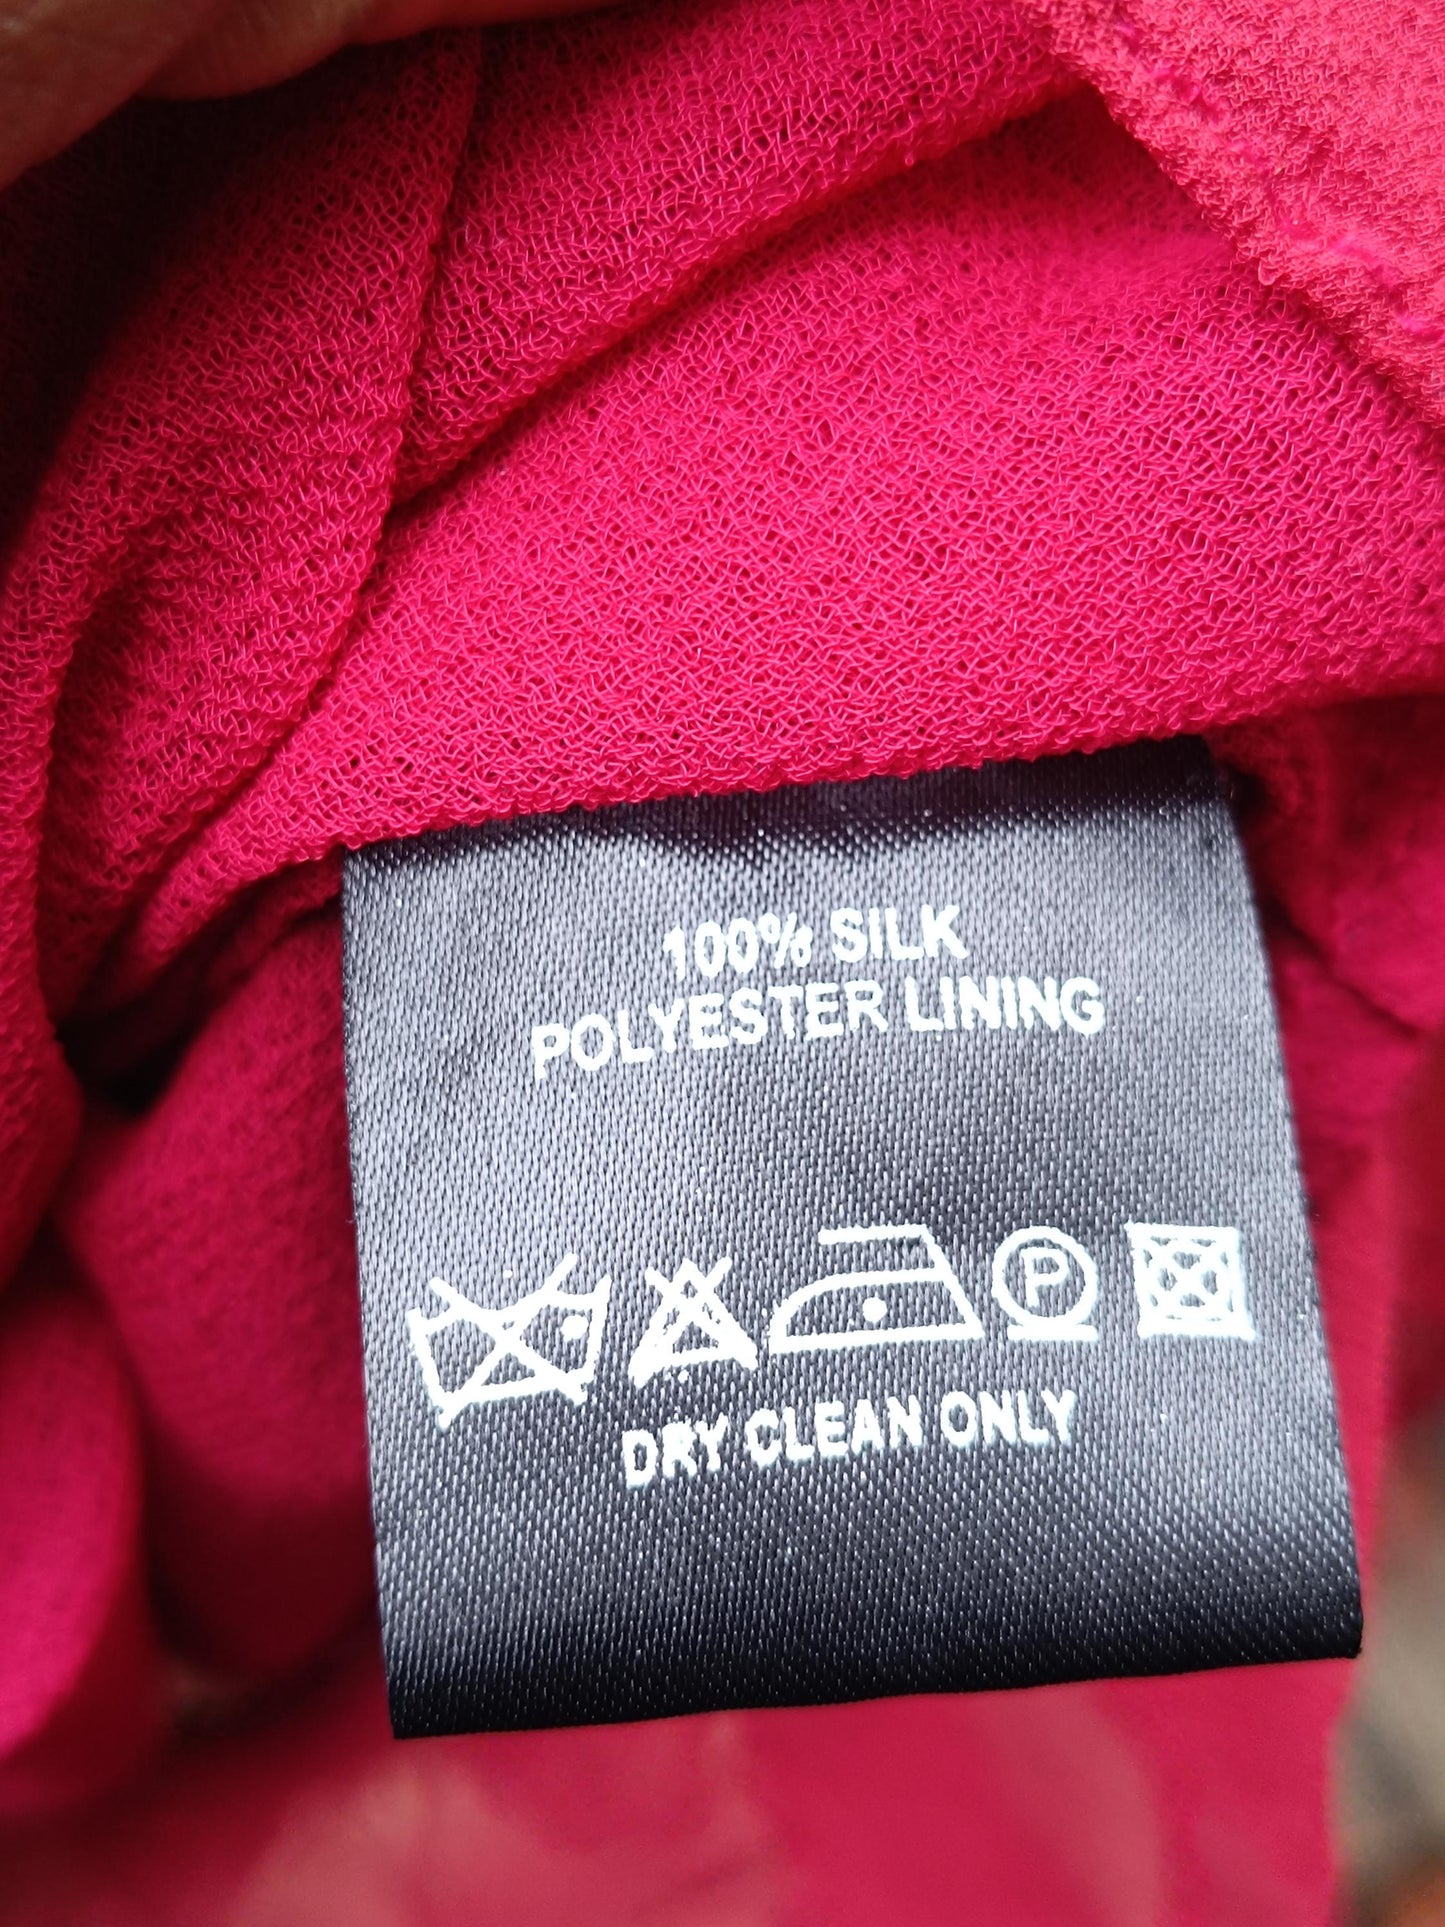 100% SILK
POLYESTER LINING
P
DRY CLEAN ONLY